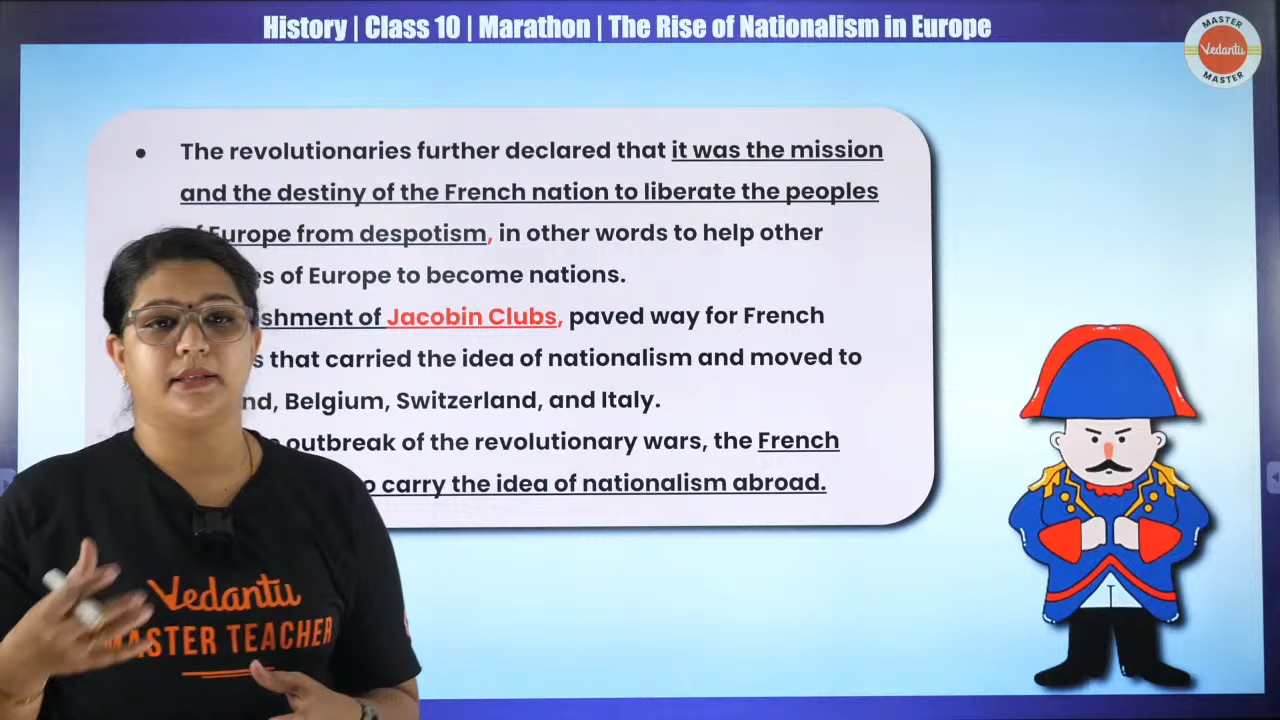 History | Class 10 | Marathon | The Rise of Nationalism in Europe
MASTER
Vedantu
MASTER
● The revolutionaries further declared that it was the mission
and the destiny of the French nation to liberate the peoples
Europe from despotism, in other words to help other
of Europe to become nations.
of Jacobin Clubs, paved way for French
that carried the idea of nationalism and moved to
Belgium, Switzerland, and Italy.
outbreak of the revolutionary wars, the French
carry the idea of nationalism abroad.
Vedantu
MASTER TEACHER